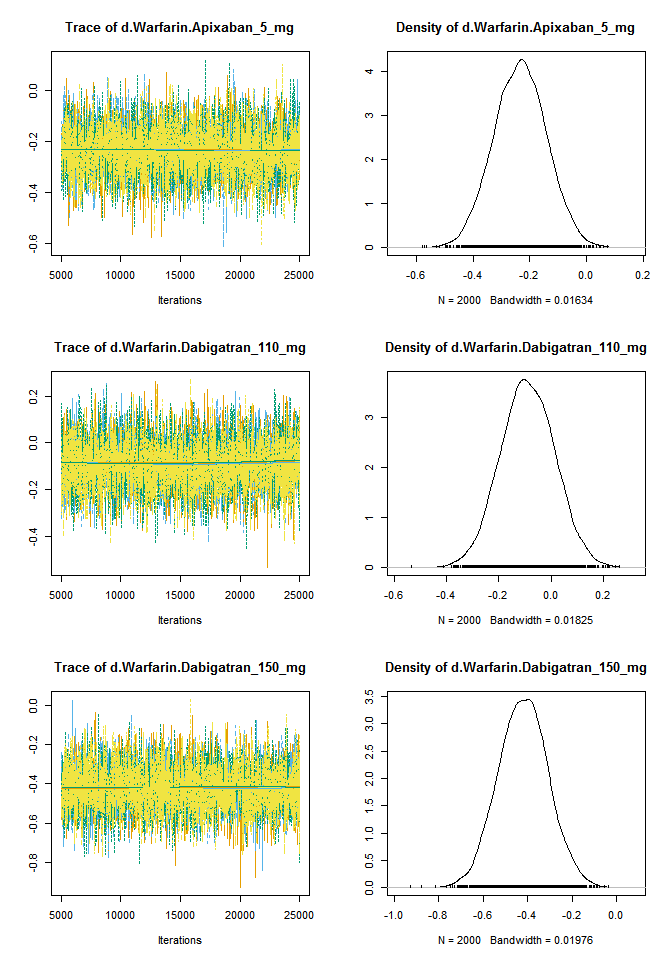 Trace of d.Warfarin.Apixaban_5_mg
0.0
-0.2
-0.4
-0.6
5000 10000 15000 20000 25000
Iterations
Density of d.Warfarin.Apixaban_5_mg
4
3
2
1
0
-0.6 -0.4 -0.2 0.0 0.2
N = 2000 Bandwidth = 0.01634
Trace of d.Warfarin.Dabigatran_110_mg
0.2
0.0
-0.2
-0.4
5000 10000 15000 20000 25000
Iterations
Density of d.Warfarin.Dabigatran_110_mg
3
2
1
0
-0.6 -0.4 -0.2 0.0 0.2
N = 2000 Bandwidth = 0.01825
Trace of d.Warfarin.Dabigatran_150_mg
0.0
-0.2
-0.4
-0.6
-0.8
5000 10000 15000 20000 25000
Iterations
Density of d.Warfarin.Dabigatran_150_mg
3.5
3.0
2.5
2.0
1.5
1.0
0.5
0.0
-1.0 -0.8 -0.6 -0.4 -0.2 0.0
N = 2000 Bandwidth = 0.01976